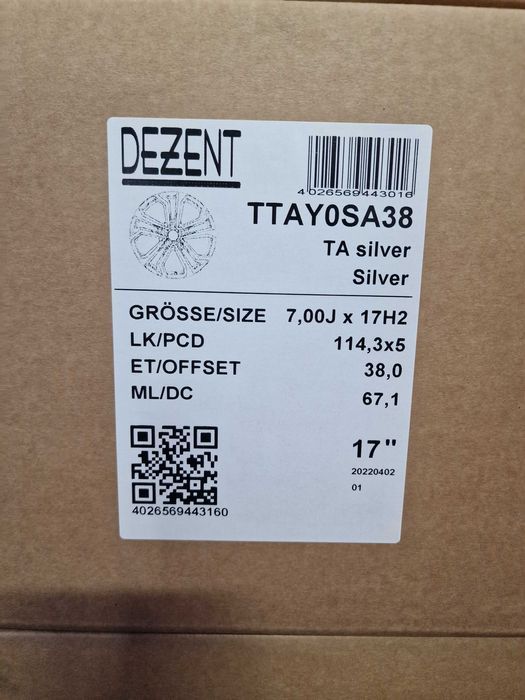 DEZENT
4026569443016
TTAY0SA38
TA silver
Silver
GRÖSSE/SIZE 7,00J x 17H2
LK/PCD 114,3x5
ET/OFFSET 38,0
ML/DC 67,1
17"
20220402
01
4026569443160